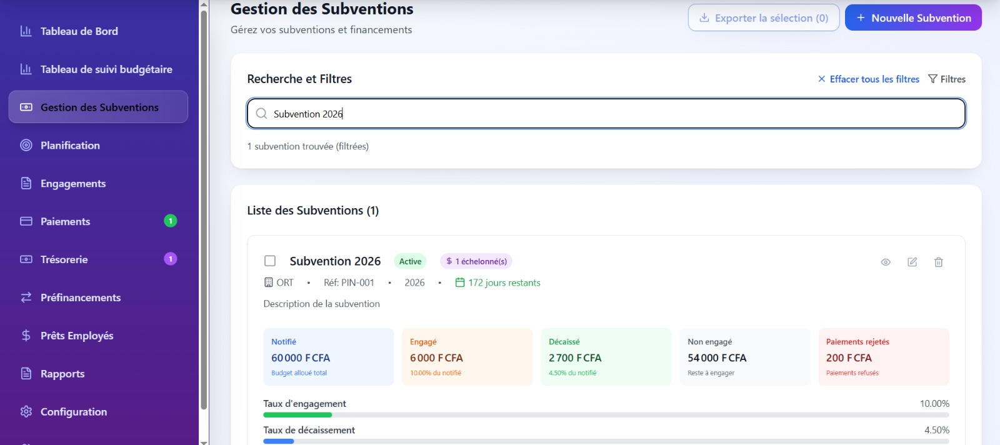 Tableau de Bord
Tableau de suivi budgétaire
Gestion des Subventions
Planification
Engagements
Paiements 1
Trésorerie 1
Préfinancements
Prêts Employés
Rapports
Configuration
Gestion des Subventions
Gérez vos subventions et financements
Exporter la sélection (0)
+ Nouvelle Subvention
Recherche et Filtres
× Effacer tous les filtres
Filtres
Subvention 2026
1 subvention trouvée (filtrées)
Liste des Subventions (1)
Subvention 2026 Active $ 1 échelonné(s)
ORT • Réf: PIN-001 • 2026 • 172 jours restants
Description de la subvention
Notifié
60 000 F CFA
Budget alloué total
Engagé
6 000 F CFA
10.00% du notifié
Décaissé
2 700 F CFA
4.50% du notifié
Non engagé
54 000 F CFA
Reste à engager
Paiements rejetés
200 F CFA
Paiements refusés
Taux d'engagement 10.00%
Taux de décaissement 4.50%